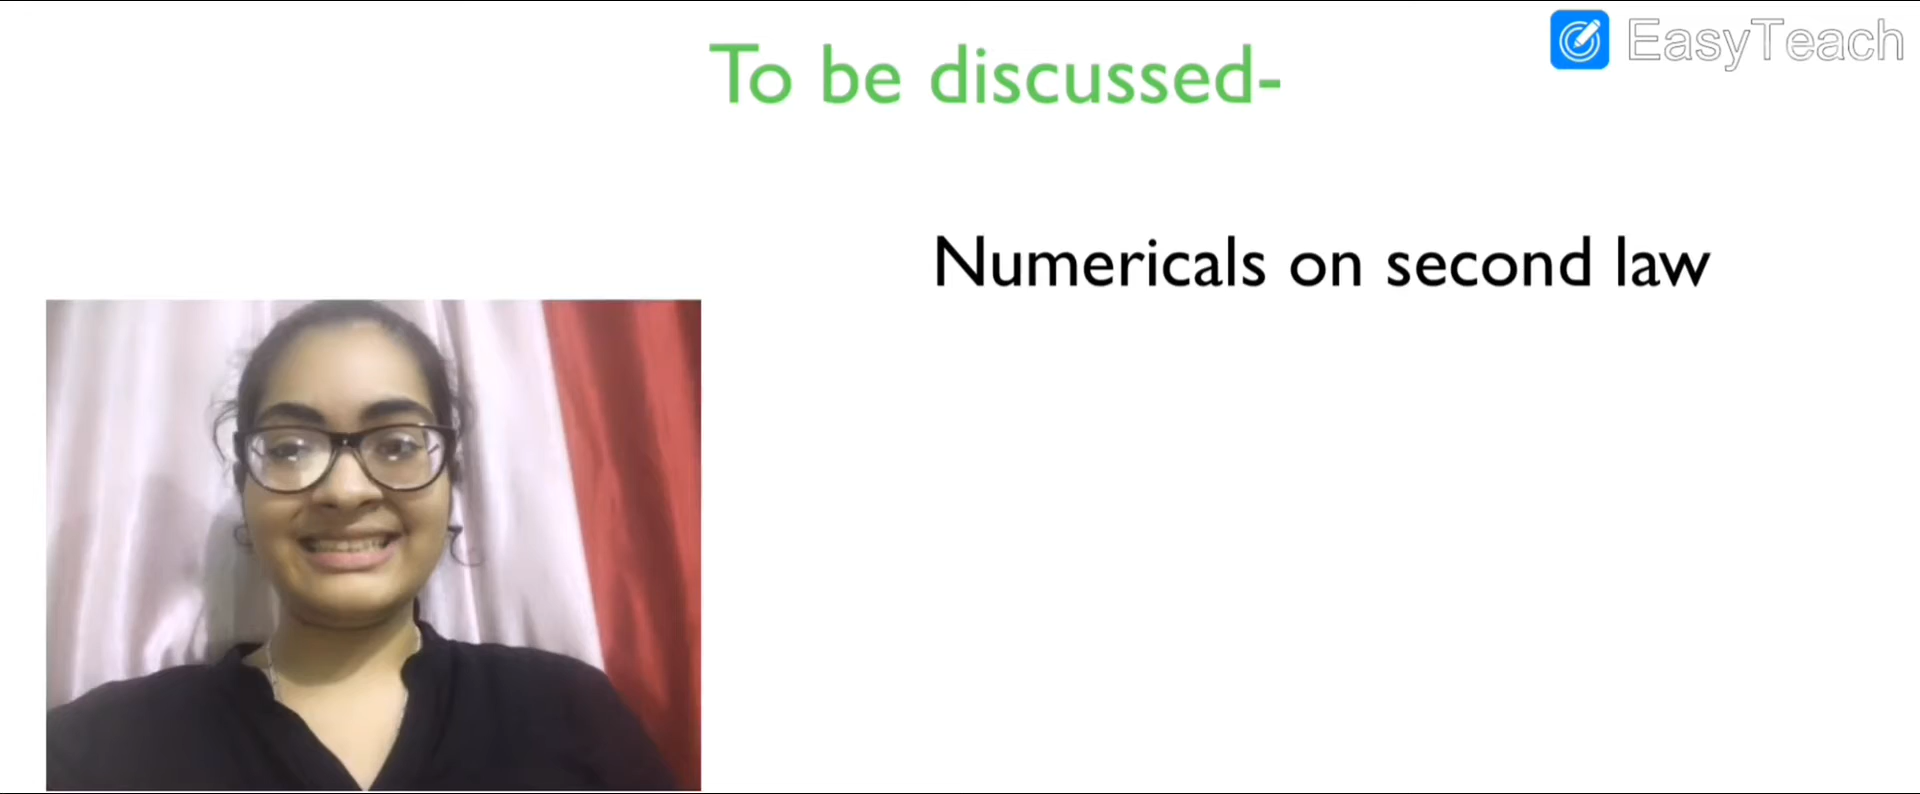 EasyTeach
To be discussed-
Numericals on second law